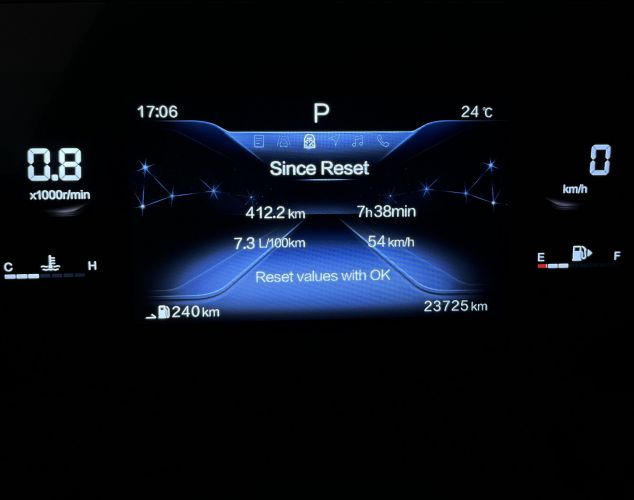 17:06
P
24 °C
0.8
x1000r/min
0
km/h
Since Reset
412.2 km
7h38min
7.3 L/100km
54 km/h
Reset values with OK
C
H
E
F
240 km
23725 km